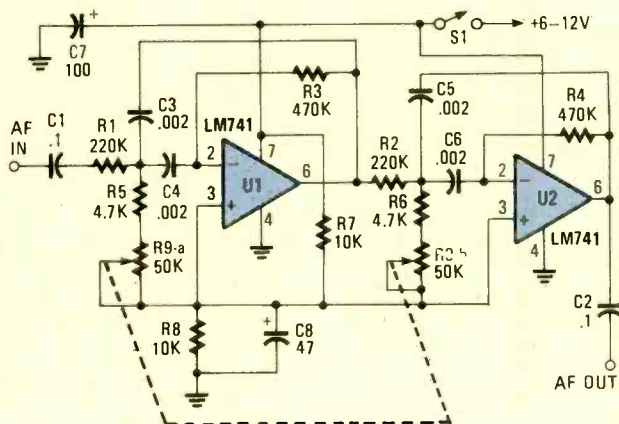 +6–12V
S1
C7
100
R3
470K
C5
.002
R4
470K
C3
.002
LM741
C1
.1
R1
220K
AF
IN
2
7
-
U1
6
3
+
4
C4
.002
R5
4.7K
R2
220K
C6
.002
R6
4.7K
2
7
-
U2
6
3
+
4
LM741
R7
10K
R9-a
50K
50K
R8
10K
+
C8
47
C2
.1
AF OUT